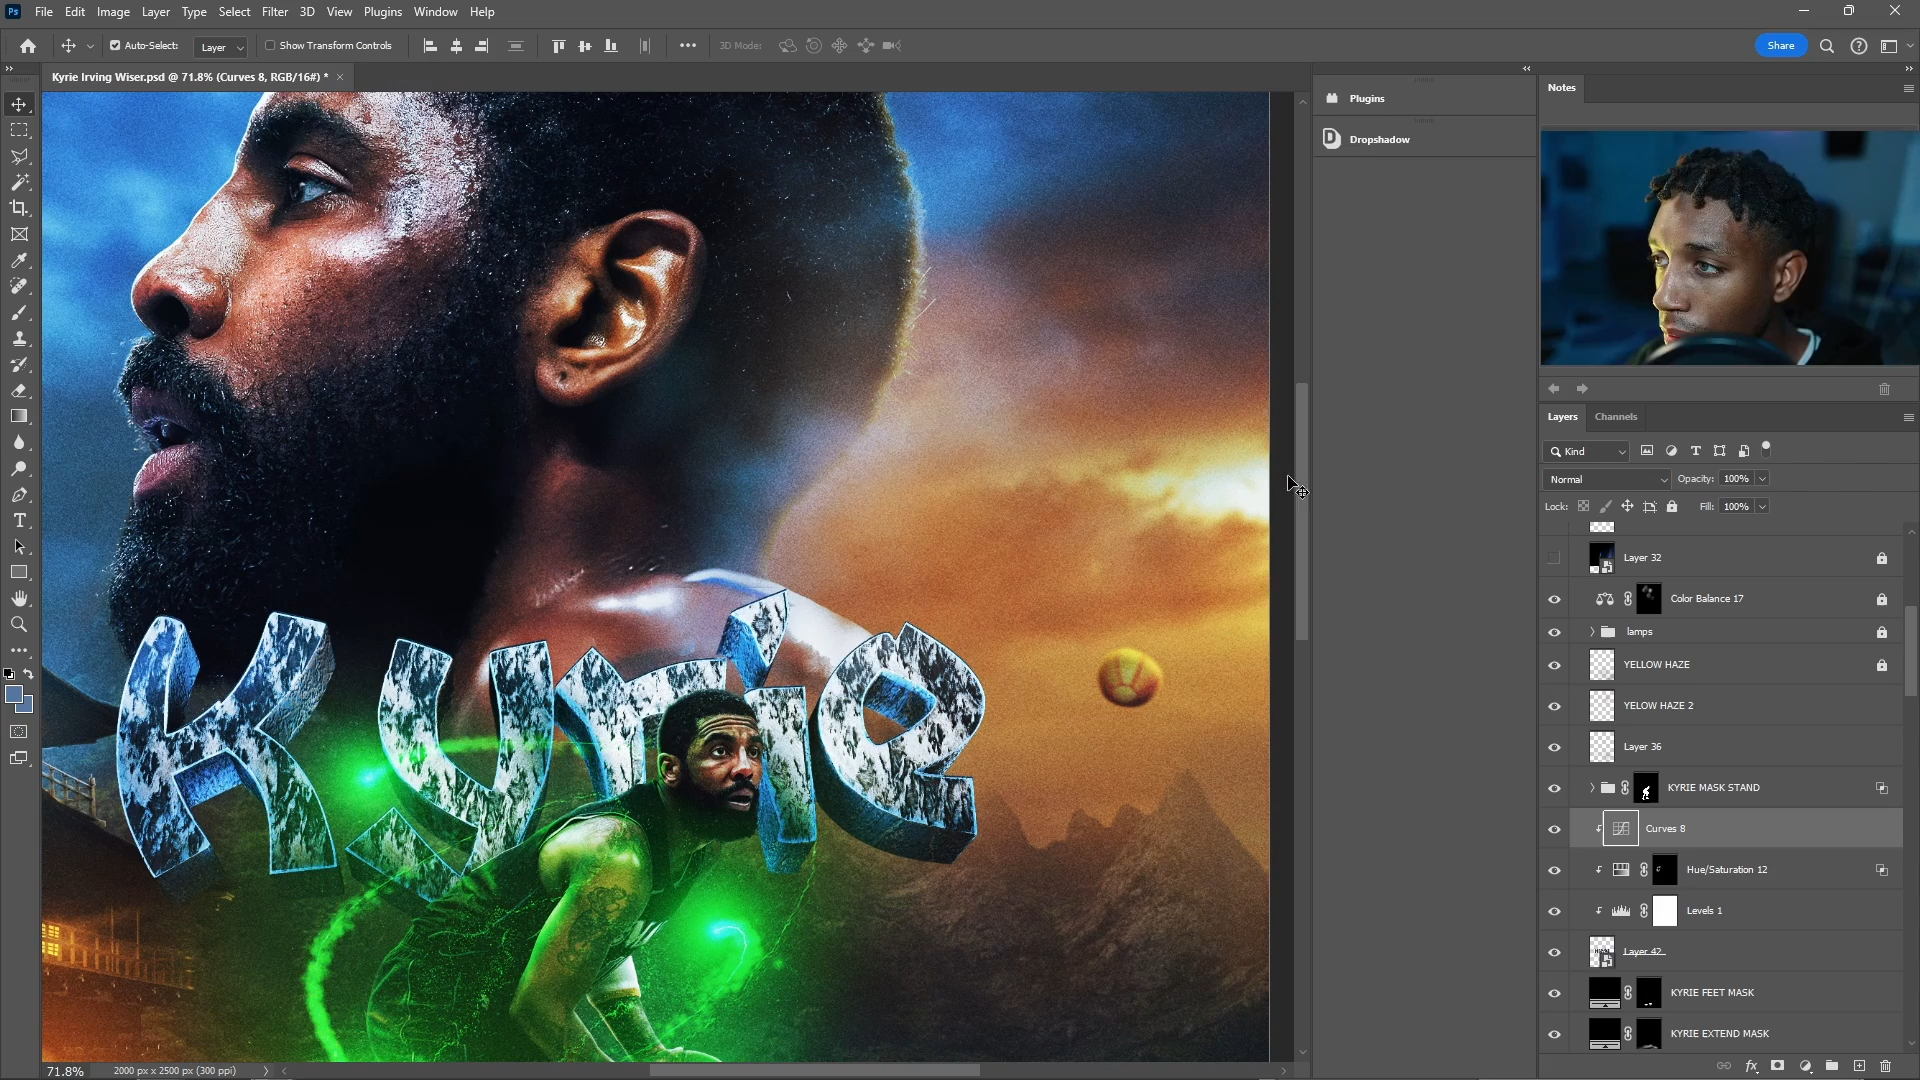 Ps File Edit Image Layer Type Select Filter 3D View Plugins Window Help
Auto-Select: Layer Show Transform Controls 3D Mode: Share
Kyrie Irving Wiser.psd @ 71.8% (Curves 8, RGB/16#) *
Plugins
Dropshadow
Notes
Kyrie
Layers Channels
Kind
Normal Opacity: 100%
Lock: Fill: 100%
Layer 32
Color Balance 17
lamps
YELLOW HAZE
YELOW HAZE 2
Layer 36
KYRIE MASK STAND
Curves 8
Hue/Saturation 12
Levels 1
Layer 42
KYRIE FEET MASK
KYRIE EXTEND MASK
71.8% 2000 px x 2500 px (300 ppi)